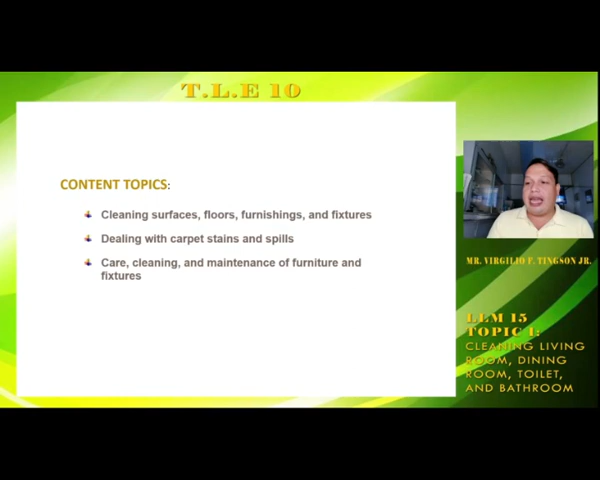 T.L.E 10
CONTENT TOPICS:
Cleaning surfaces, floors, furnishings, and fixtures
Dealing with carpet stains and spills
Care, cleaning, and maintenance of furniture and
fixtures
MR. VIRGILIO F. TINGSON JR.
LLM 15
TOPIC 1:
CLEANING LIVING
ROOM, DINING
ROOM, TOILET,
AND BATHROOM